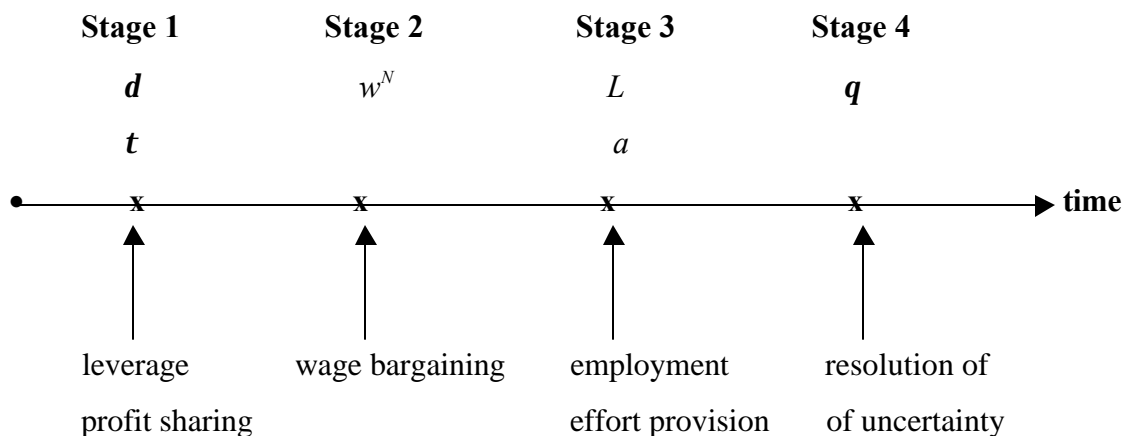 Stage 1 Stage 2 Stage 3 Stage 4
d w^N L q
t a
x x x x time
leverage wage bargaining employment resolution of
profit sharing effort provision of uncertainty